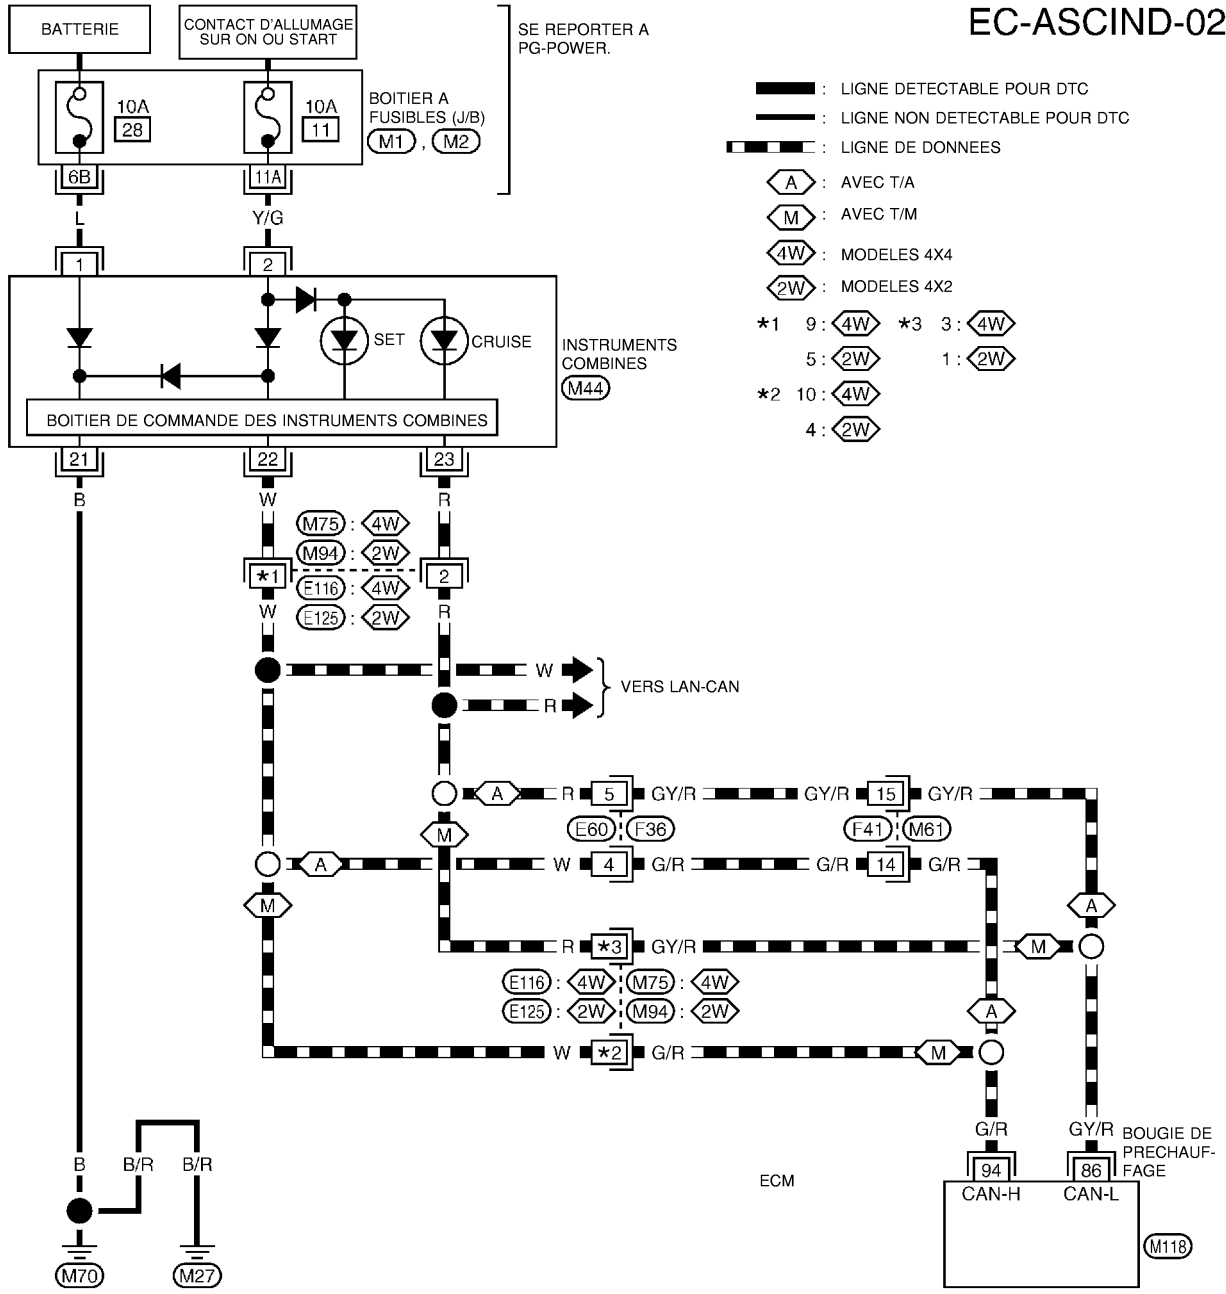 EC-ASCIND-02
BATTERIE
CONTACT D'ALLUMAGE
SUR ON OU START
SE REPORTER A
PG-POWER.
10A
28
10A
11
BOITIER A
FUSIBLES (J/B)
M1 , M2
6B
11A
L
Y/G
1
2
: LIGNE DETECTABLE POUR DTC
: LIGNE NON DETECTABLE POUR DTC
: LIGNE DE DONNEES
A : AVEC T/A
M : AVEC T/M
4W : MODELES 4X4
2W : MODELES 4X2
*1 9 : 4W *3 3 : 4W
5 : 2W 1 : 2W
*2 10 : 4W
4 : 2W
SET
CRUISE
INSTRUMENTS
COMBINES
M44
BOITIER DE COMMANDE DES INSTRUMENTS COMBINES
21
22
23
B
W
R
M75 : 4W
M94 : 2W
*1
2
E116 : 4W
E125 : 2W
W
R
W
R
VERS LAN-CAN
A R 5 GY/R GY/R 15 GY/R
M
E60 F36 F41 M61
A W 4 G/R G/R 14 G/R
M
A
R *3 GY/R M
E116 : 4W M75 : 4W
E125 : 2W M94 : 2W
A
W *2 G/R M
G/R
GY/R
BOUGIE DE
PRECHAUF-
FAGE
94
86
CAN-H
CAN-L
ECM
M118
B
B/R
B/R
M70
M27